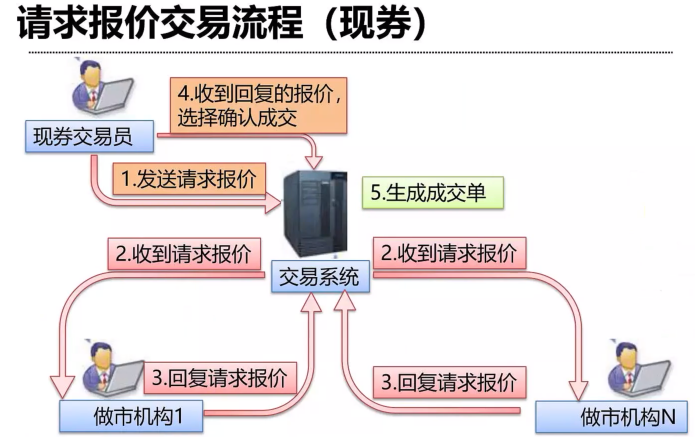 请求报价交易流程（现券）
4.收到回复的报价，
选择确认成交
现券交易员
1.发送请求报价
5.生成成交单
2.收到请求报价
2.收到请求报价
交易系统
3.回复请求报价
3.回复请求报价
做市机构1
做市机构N